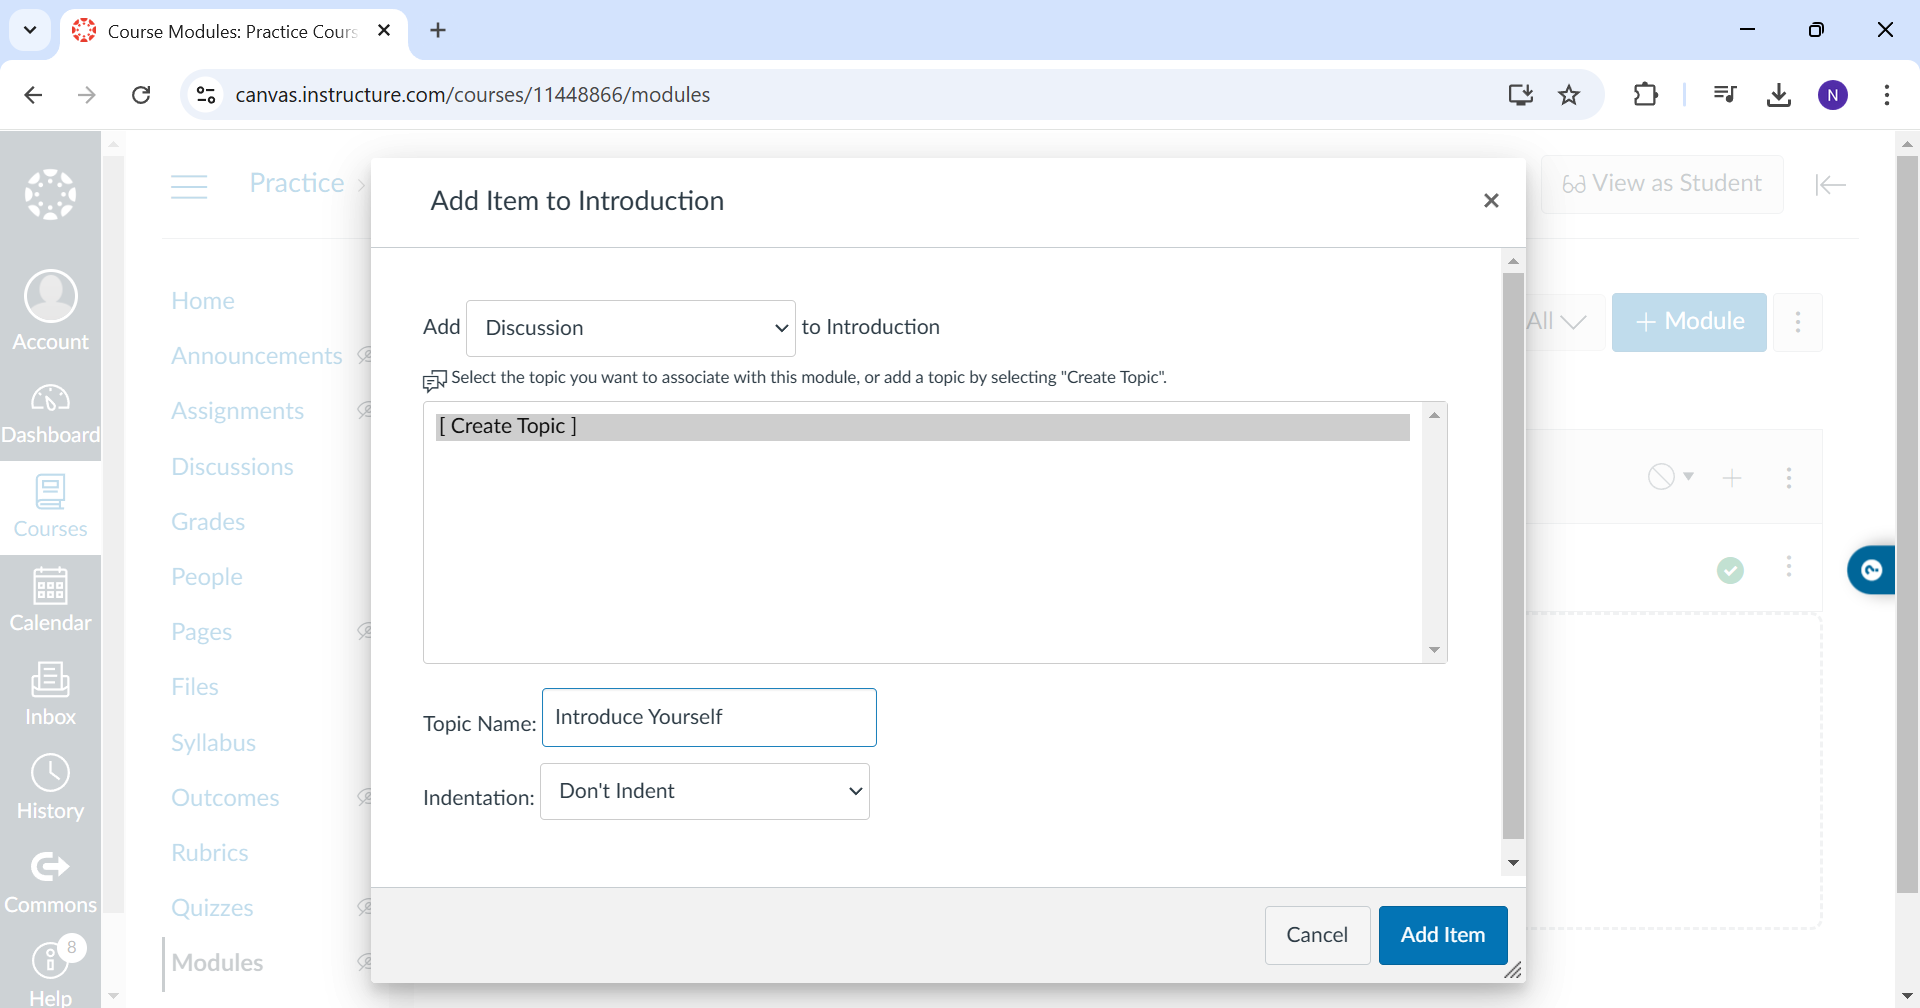 Course Modules: Practice Cours
canvas.instructure.com/courses/11448866/modules
N
Practice
Add Item to Introduction
View as Student
Account
Dashboard
Courses
Calendar
Inbox
History
Commons
8
Help
Home
Announcements
Assignments
Discussions
Grades
People
Pages
Files
Syllabus
Outcomes
Rubrics
Quizzes
Modules
All
+ Module
Add Discussion to Introduction
Select the topic you want to associate with this module, or add a topic by selecting "Create Topic".
[ Create Topic ]
Topic Name: Introduce Yourself
Indentation: Don't Indent
Cancel
Add Item